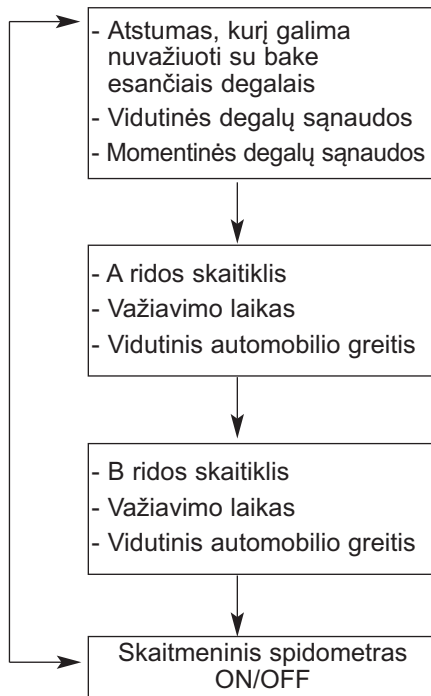 - Atstumas, kurį galima
nuvažiuoti su bake
esančiais degalais
- Vidutinės degalų sąnaudos
- Momentinės degalų sąnaudos
- A ridos skaitiklis
- Važiavimo laikas
- Vidutinis automobilio greitis
- B ridos skaitiklis
- Važiavimo laikas
- Vidutinis automobilio greitis
Skaitmeninis spidometras
ON/OFF